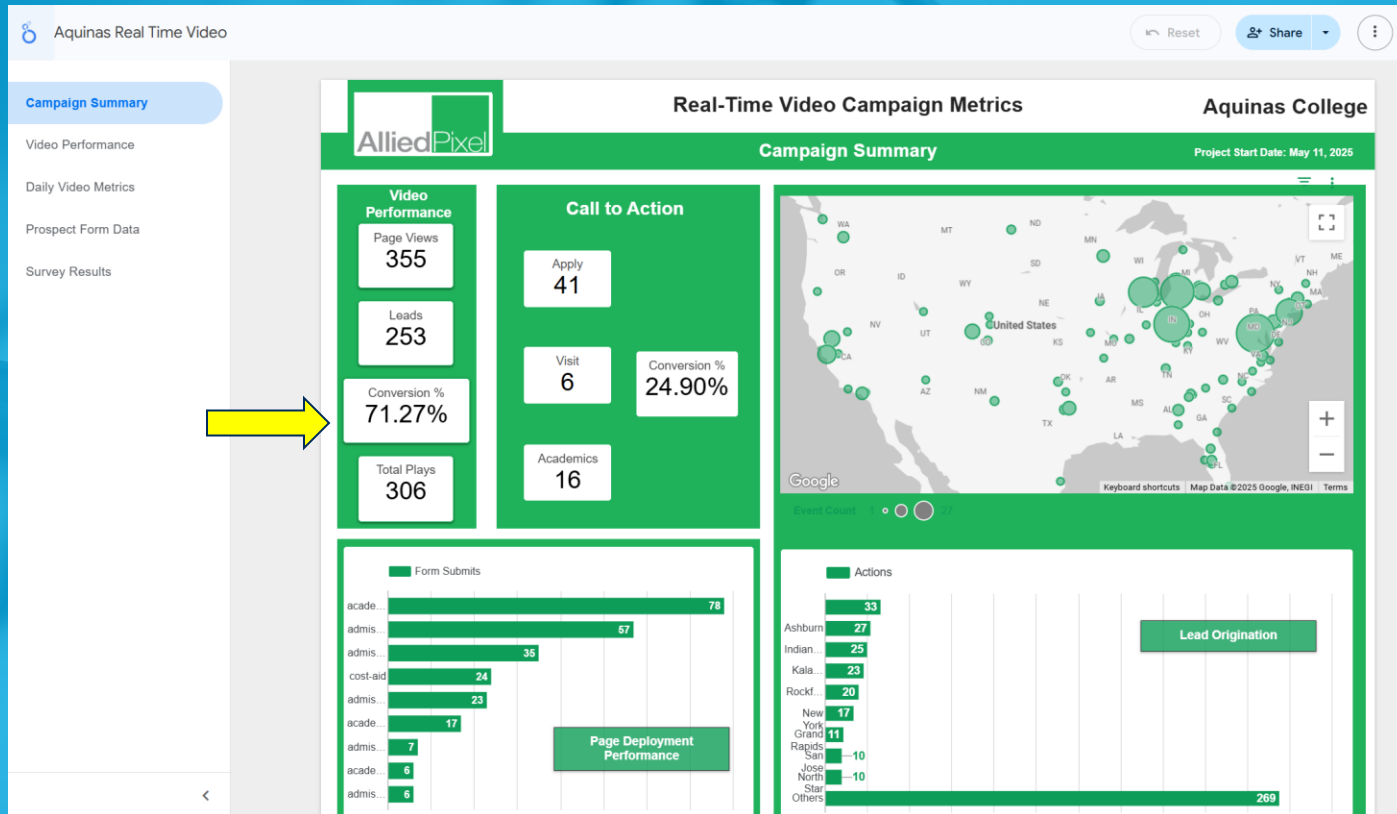 Aquinas Real Time Video
Reset
Share
Campaign Summary
Video Performance
Daily Video Metrics
Prospect Form Data
Survey Results
AlliedPixel
Real-Time Video Campaign Metrics
Aquinas College
Campaign Summary
Project Start Date: May 11, 2025
Video
Performance
Page Views
355
Leads
253
Conversion %
71.27%
Total Plays
306
Call to Action
Apply
41
Visit
6
Conversion %
24.90%
Academics
16
WA
MT
ND
MN
OR
ID
SD
WI
MI
VT
ME
NH
WY
IA
NY
MA
NE
IL
IN
OH
PA
NV
UT
United States
MD
CA
KS
MO
WV
KY
VA
AZ
NM
OK
AR
TN
NC
MS
AL
SC
TX
GA
LA
FL
Google
Keyboard shortcuts
Map Data ©2025 Google, INEGI
Terms
Event Count 1 27
Form Submits
acade... 78
admis... 57
admis... 35
cost-aid 24
admis... 23
acade... 17
admis... 7
acade... 6
admis... 6
Page Deployment
Performance
Actions
33
Ashburn 27
Indian... 25
Kala... 23
Rockf... 20
New
York
17
Grand
Rapids
11
San
Jose
10
North
Star
10
Others 269
Lead Origination